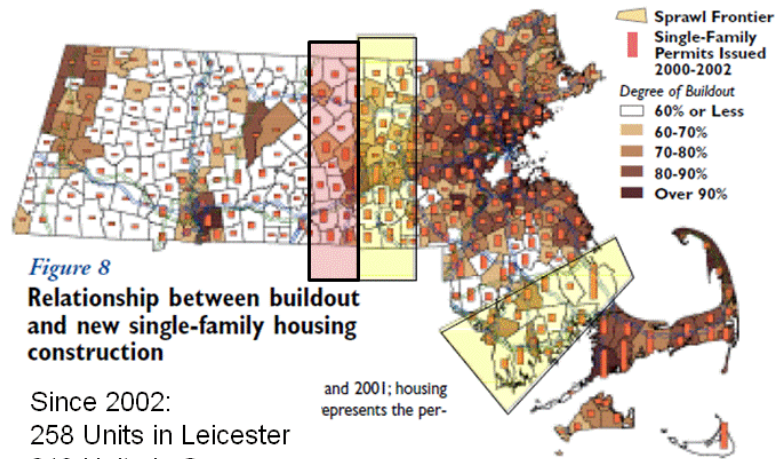 Sprawl Frontier
Single-Family
Permits Issued
2000-2002
Degree of Buildout
60% or Less
60-70%
70-80%
80-90%
Over 90%
Figure 8
Relationship between buildout
and new single-family housing
construction
and 2001; housing
epresents the per-
Since 2002:
258 Units in Leicester